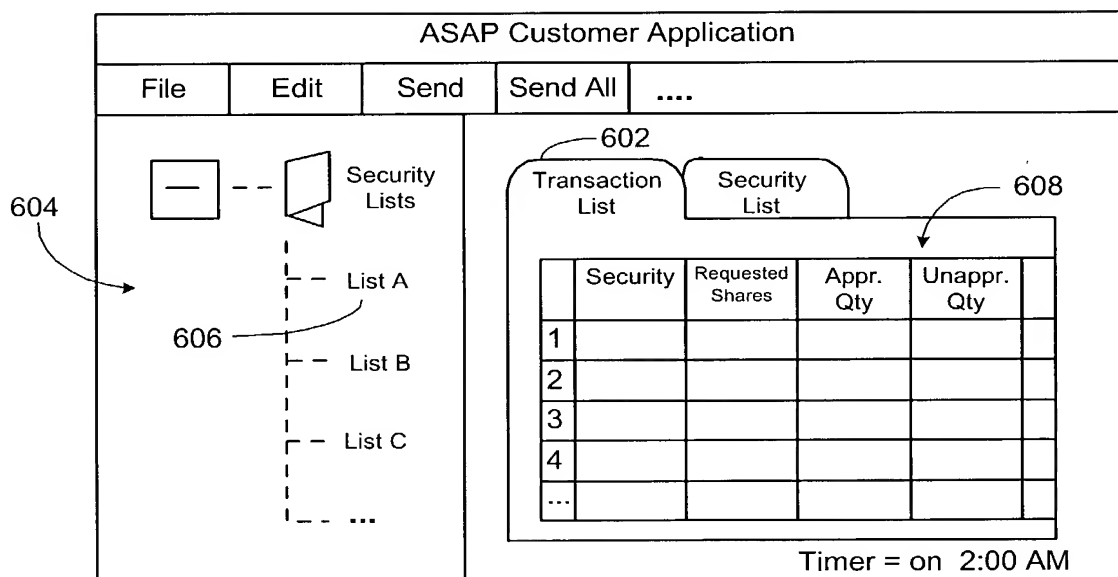 ASAP Customer Application
File Edit Send Send All ....
602
Transaction
List
Security
List
608
604
Security
Lists
List A
606
List B
List C
...
Security Requested
Shares Appr.
Qty Unappr.
Qty
1
2
3
4
...
Timer = on 2:00 AM